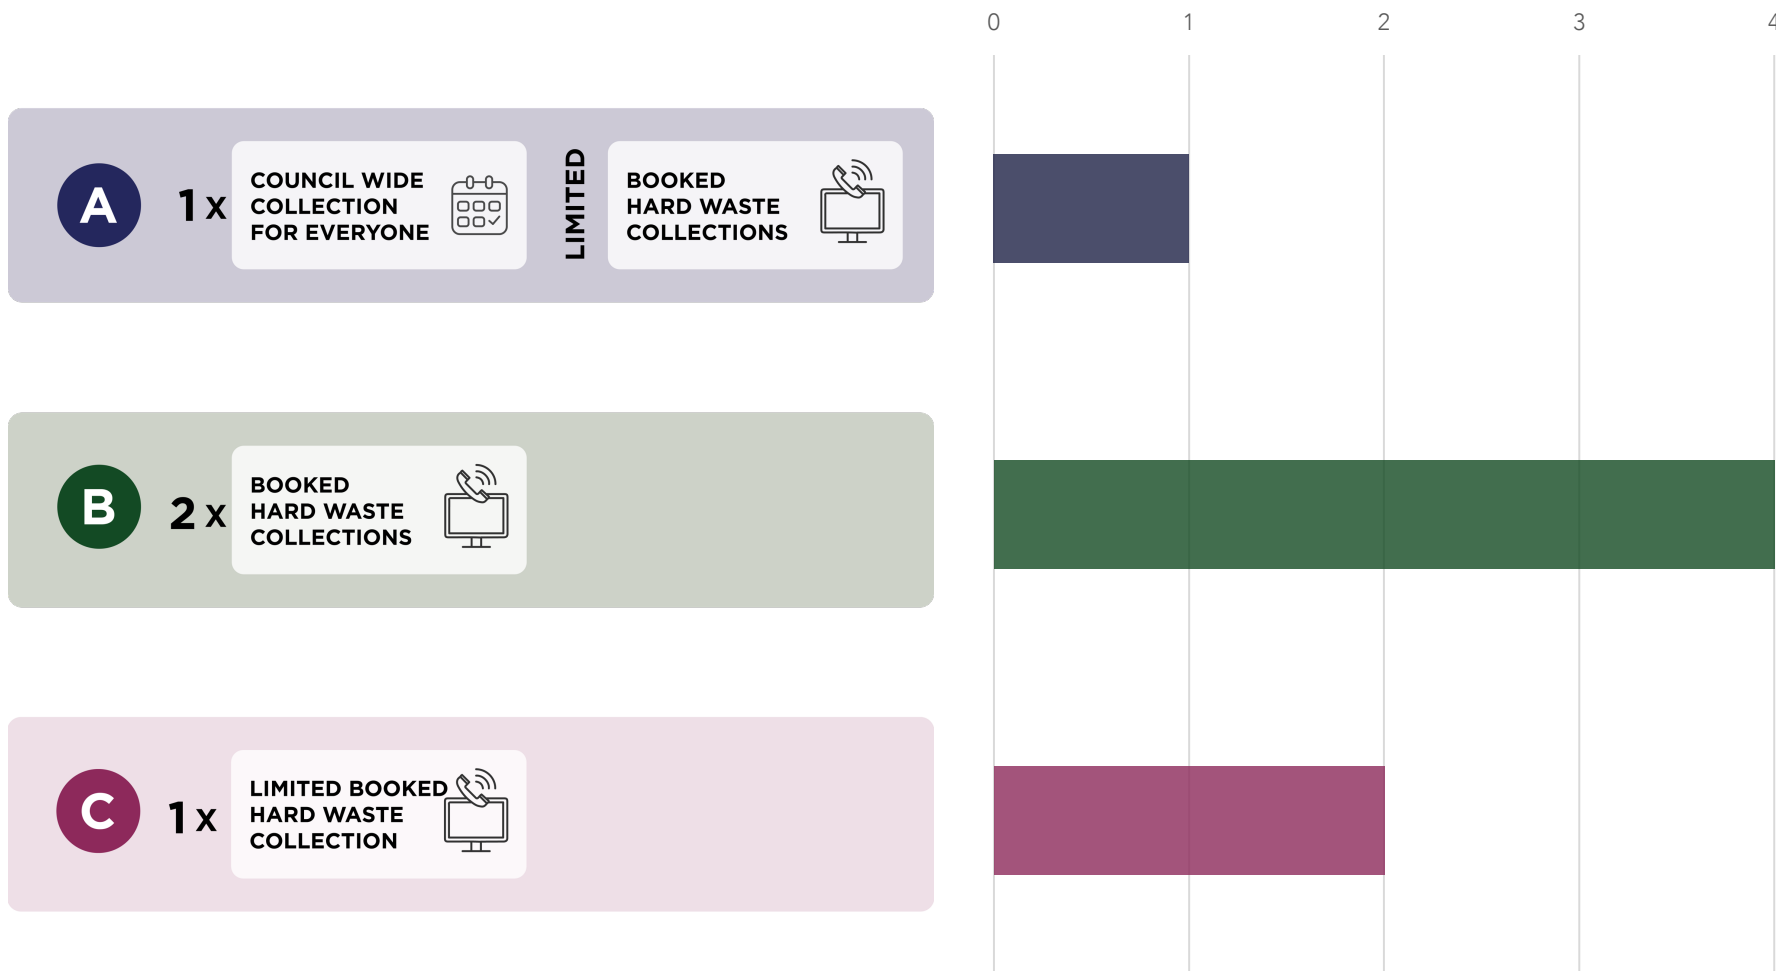 0 1 2 3 4
A 1 x
COUNCIL WIDE
COLLECTION
FOR EVERYONE
LIMITED
BOOKED
HARD WASTE
COLLECTIONS
B 2 x
BOOKED
HARD WASTE
COLLECTIONS
C 1 x
LIMITED BOOKED
HARD WASTE
COLLECTION